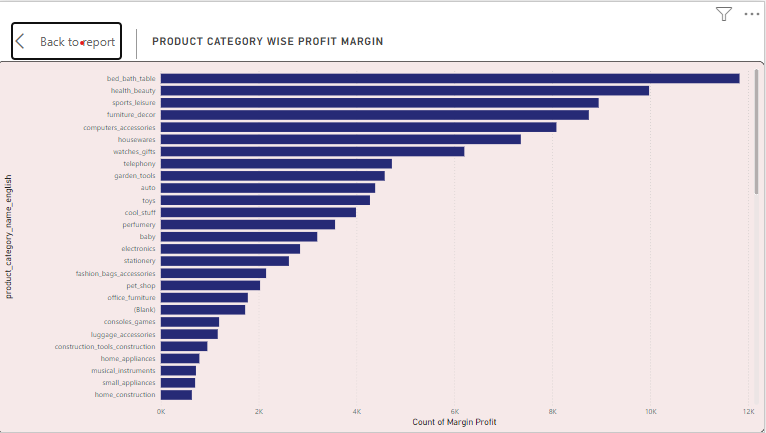 Back to report
PRODUCT CATEGORY WISE PROFIT MARGIN
product_category_name_english
bed_bath_table
health_beauty
sports_leisure
furniture_decor
computers_accessories
housewares
watches_gifts
telephony
garden_tools
auto
toys
cool_stuff
perfumery
baby
electronics
stationery
fashion_bags_accessories
pet_shop
office_furniture
(Blank)
consoles_games
luggage_accessories
construction_tools_construction
home_appliances
musical_instruments
small_appliances
home_construction
0K 2K 4K 6K 8K 10K 12K
Count of Margin Profit